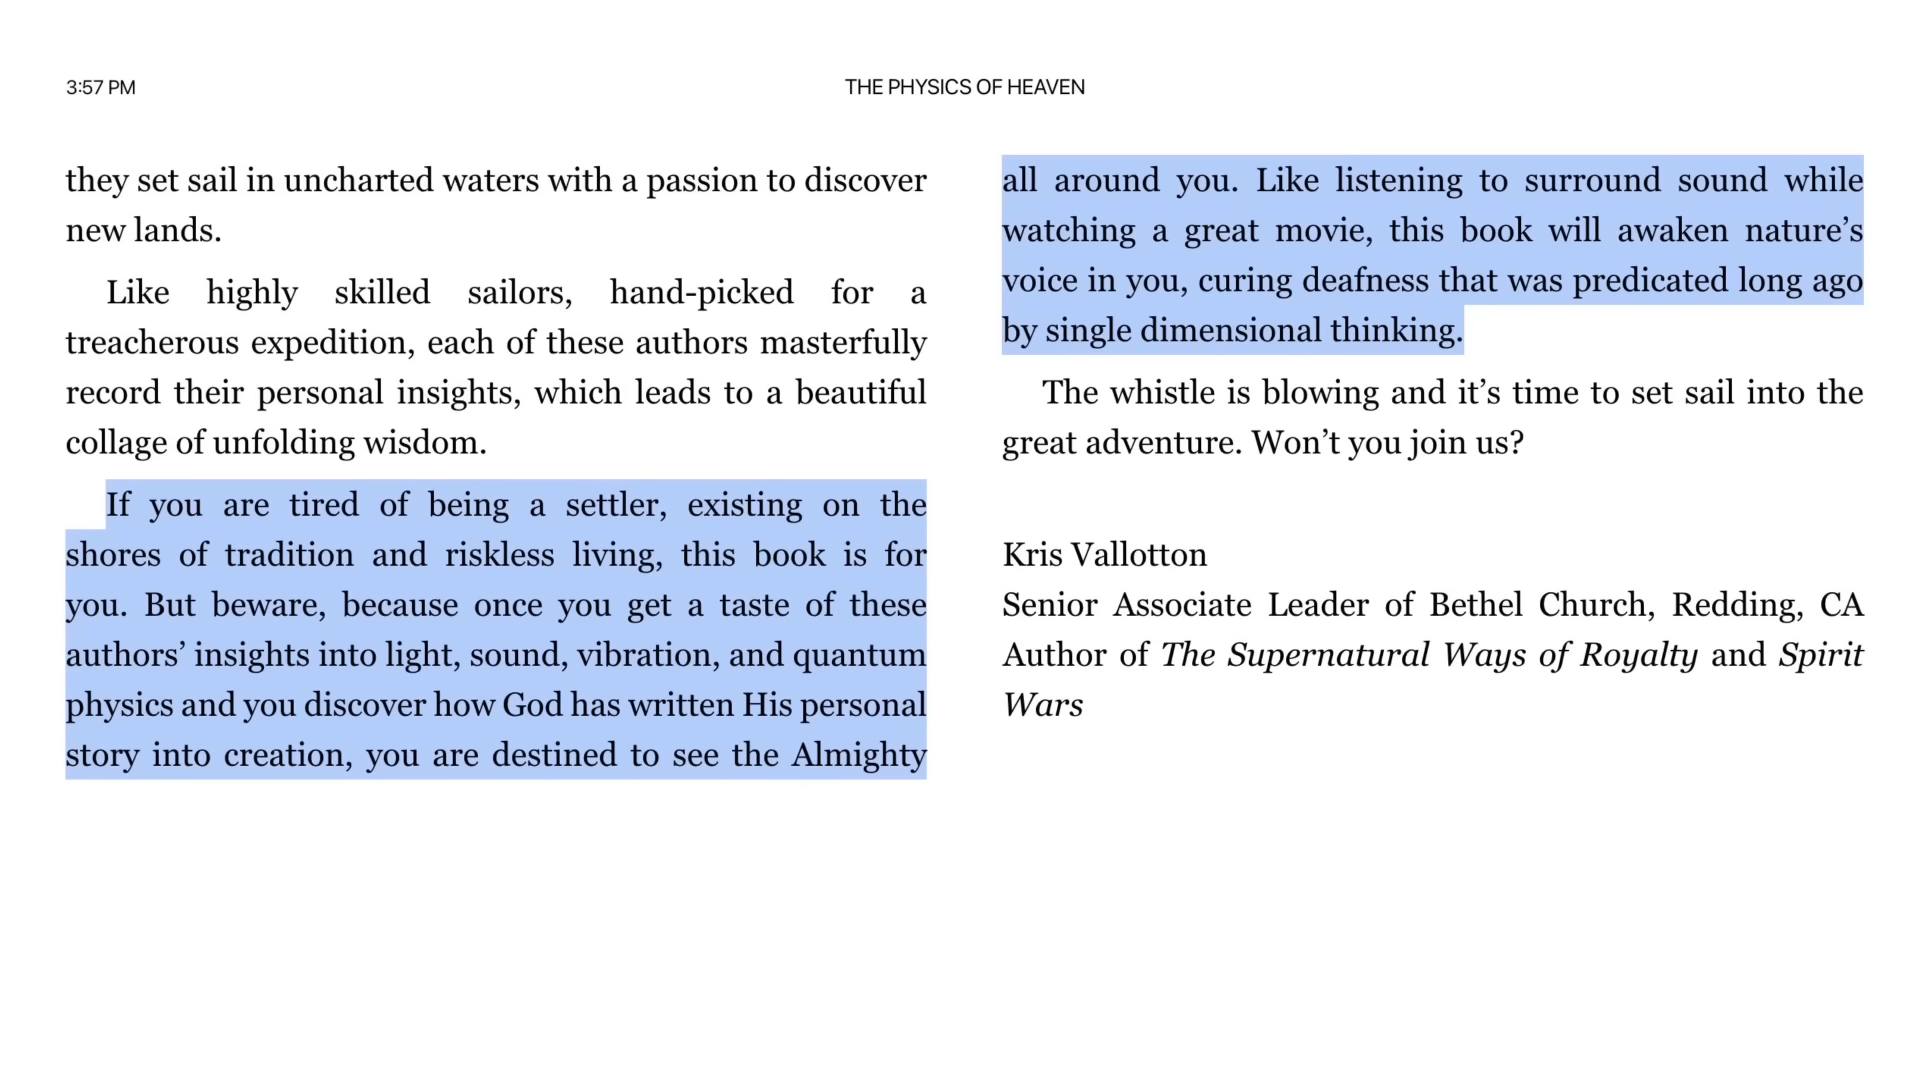 3:57 PM
THE PHYSICS OF HEAVEN
they set sail in uncharted waters with a passion to discover
new lands.
Like highly skilled sailors, hand-picked for a
treacherous expedition, each of these authors masterfully
record their personal insights, which leads to a beautiful
collage of unfolding wisdom.
If you are tired of being a settler, existing on the
shores of tradition and riskless living, this book is for
you. But beware, because once you get a taste of these
authors’ insights into light, sound, vibration, and quantum
physics and you discover how God has written His personal
story into creation, you are destined to see the Almighty
all around you. Like listening to surround sound while
watching a great movie, this book will awaken nature’s
voice in you, curing deafness that was predicated long ago
by single dimensional thinking.
The whistle is blowing and it’s time to set sail into the
great adventure. Won’t you join us?
Kris Vallotton
Senior Associate Leader of Bethel Church, Redding, CA
Author of The Supernatural Ways of Royalty and Spirit
Wars